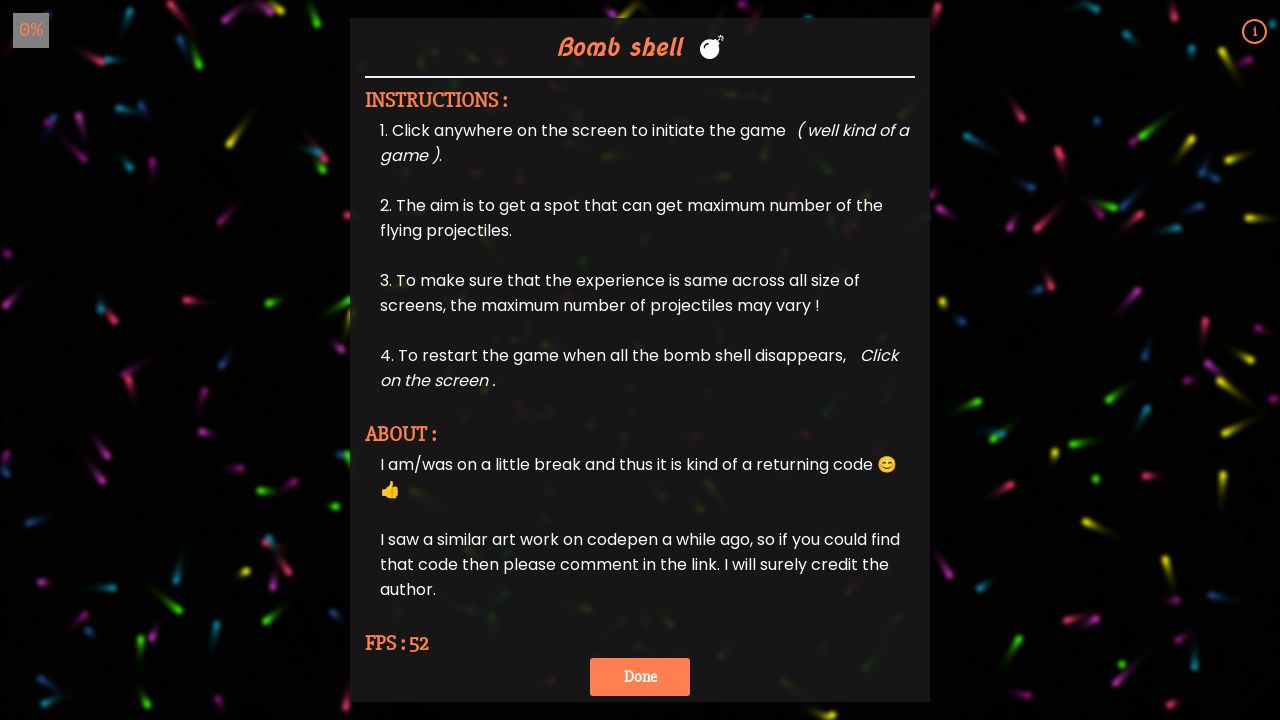 0%
i
Bomb shell 💣
INSTRUCTIONS :
1. Click anywhere on the screen to initiate the game ( well kind of a
game ).
2. The aim is to get a spot that can get maximum number of the
flying projectiles.
3. To make sure that the experience is same across all size of
screens, the maximum number of projectiles may vary !
4. To restart the game when all the bomb shell disappears, Click
on the screen .
ABOUT :
I am/was on a little break and thus it is kind of a returning code 😊
👍
I saw a similar art work on codepen a while ago, so if you could find
that code then please comment in the link. I will surely credit the
author.
FPS : 52
Done